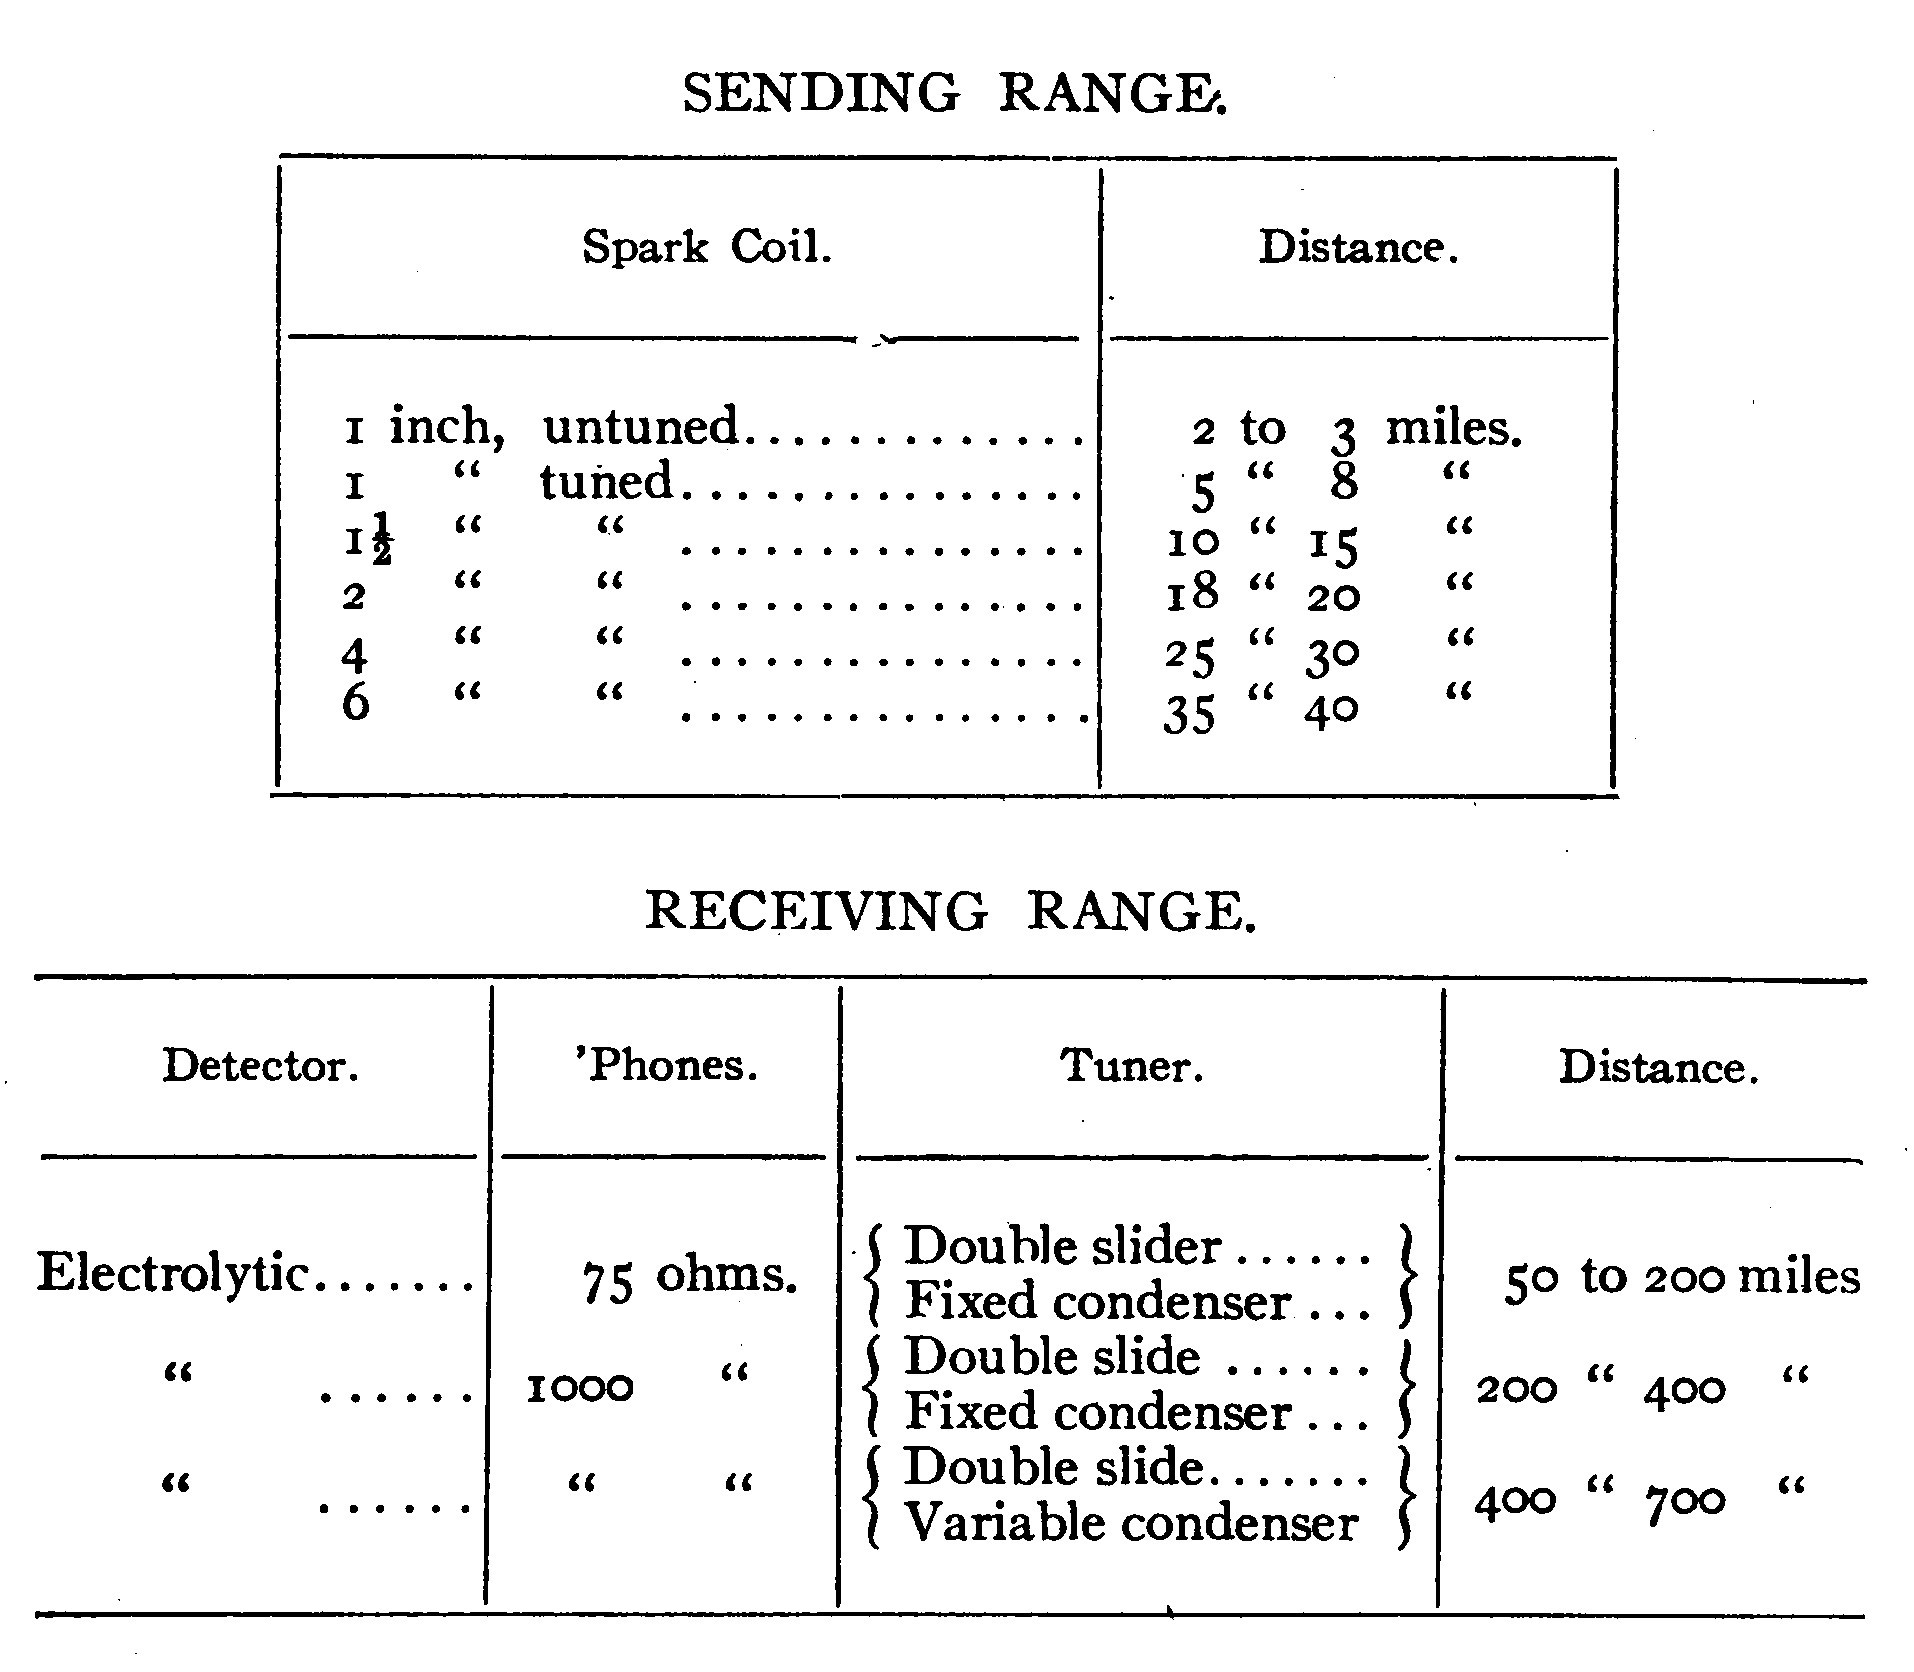 SENDING RANGE.
Spark Coil. Distance.
1 inch, untuned............. 2 to 3 miles.
1 “ tuned............... 5 “ 8 “
1½ “ “ ............... 10 “ 15 “
2 “ “ ............... 18 “ 20 “
4 “ “ ............... 25 “ 30 “
6 “ “ ............... 35 “ 40 “
RECEIVING RANGE.
Detector. ’Phones. Tuner. Distance.
Electrolytic....... 75 ohms. { Double slider...... } 50 to 200 miles
{ Fixed condenser... }
“ ...... 1000 “ { Double slide ...... } 200 “ 400 “
{ Fixed condenser... }
“ ...... “ “ { Double slide....... } 400 “ 700 “
{ Variable condenser }